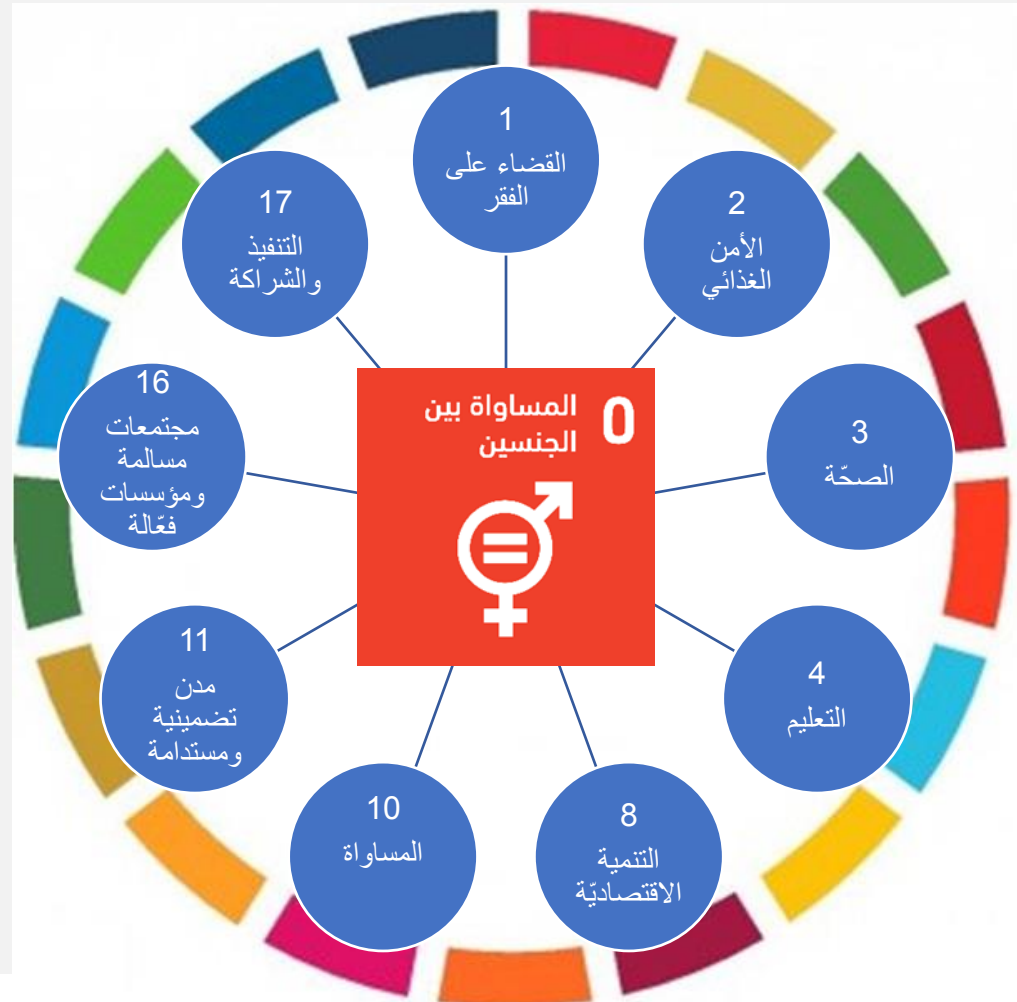 1
القضاء على
الفقر
2
الأمن
الغذائي
3
الصحّة
4
التعليم
8
التنمية
الاقتصاديّة
10
المساواة
11
مدن
تضمينية
ومستدامة
16
مجتمعات
مسالمة
ومؤسسات
فعّالة
17
التنفيذ
والشراكة
0 المساواة بين
الجنسين